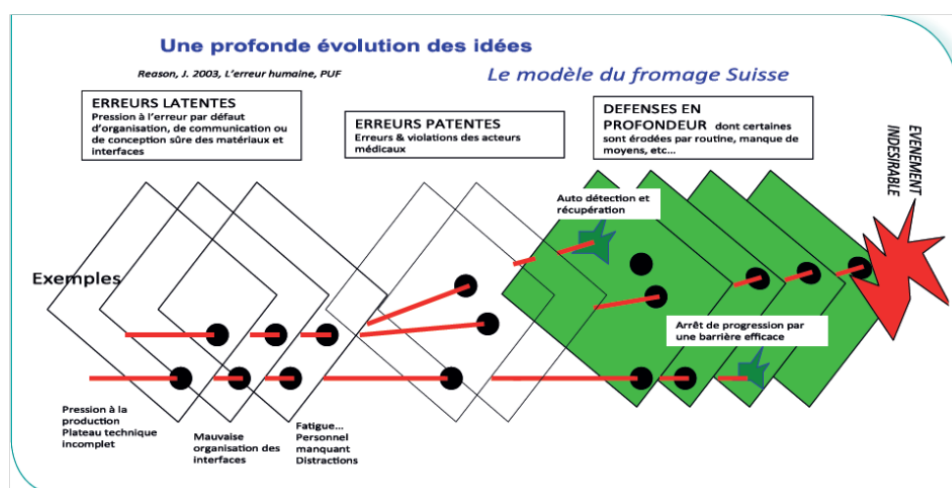 Une profonde évolution des idées
Reason, J. 2003, L'erreur humaine, PUF
Le modèle du fromage Suisse
ERREURS LATENTES
Pression à l'erreur par défaut
d'organisation, de communication ou
de conception sûre des matériaux et
interfaces
ERREURS PATENTES
Erreurs & violations des acteurs
médicaux
DEFENSES EN
PROFONDEUR dont certaines
sont érodées par routine, manque de
moyens, etc...
EVENEMENT
INDESIRABLE
Auto détection et
récupération
Exemples
Arrêt de progression par
une barrière efficace
Pression à la
production
Plateau technique
incomplet
Mauvaise
organisation des
interfaces
Fatigue...
Personnel
manquant
Distractions